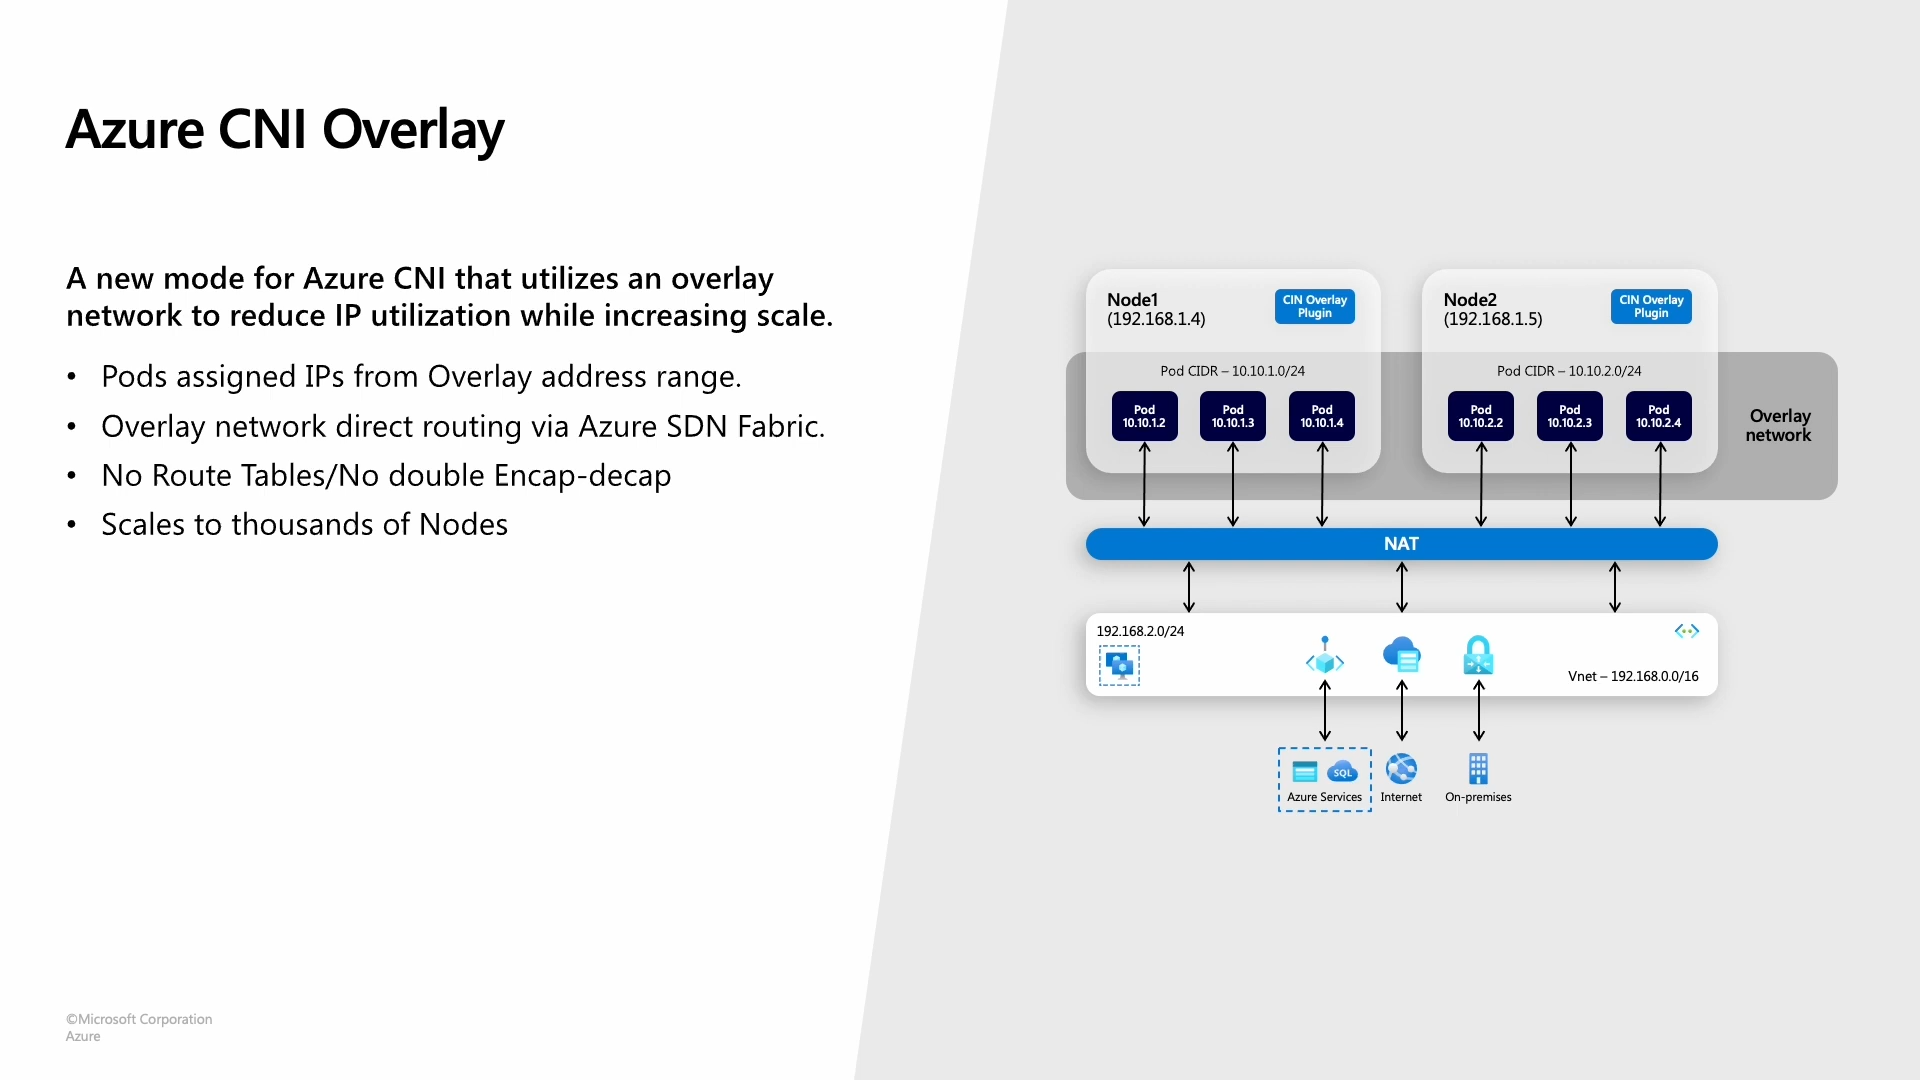 Azure CNI Overlay
A new mode for Azure CNI that utilizes an overlay
network to reduce IP utilization while increasing scale.
• Pods assigned IPs from Overlay address range.
• Overlay network direct routing via Azure SDN Fabric.
• No Route Tables/No double Encap-decap
• Scales to thousands of Nodes
©Microsoft Corporation
Azure
Node1
(192.168.1.4)
CIN Overlay
Plugin
Pod CIDR – 10.10.1.0/24
Pod
10.10.1.2
Pod
10.10.1.3
Pod
10.10.1.4
Node2
(192.168.1.5)
CIN Overlay
Plugin
Pod CIDR – 10.10.2.0/24
Pod
10.10.2.2
Pod
10.10.2.3
Pod
10.10.2.4
Overlay
network
NAT
192.168.2.0/24
Vnet – 192.168.0.0/16
SQL
Azure Services
Internet
On-premises